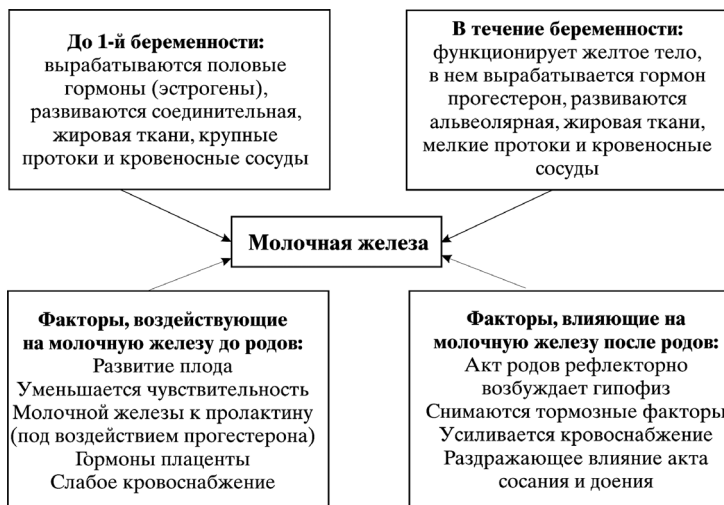 До 1-й беременности:
вырабатываются половые
гормоны (эстрогены),
развиваются соединительная,
жировая ткани, крупные
протоки и кровеносные сосуды
В течение беременности:
функционирует желтое тело,
в нем вырабатывается гормон
прогестерон, развиваются
альвеолярная, жировая ткани,
мелкие протоки и кровеносные
сосуды
Молочная железа
Факторы, воздействующие
на молочную железу до родов:
Развитие плода
Уменьшается чувствительность
Молочной железы к пролактину
(под воздействием прогестерона)
Гормоны плаценты
Слабое кровоснабжение
Факторы, влияющие на
молочную железу после родов:
Акт родов рефлекторно
возбуждает гипофиз
Снимаются тормозные факторы
Усиливается кровоснабжение
Раздражающее влияние акта
сосания и доения